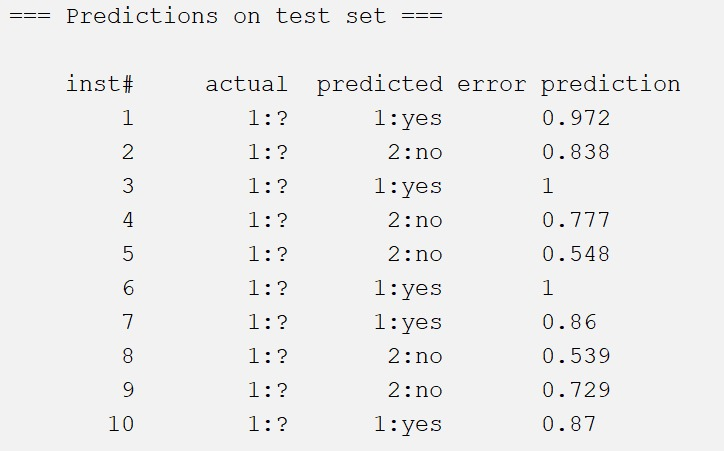 === Predictions on test set ===
inst# actual predicted error prediction
1 1:? 1:yes 0.972
2 1:? 2:no 0.838
3 1:? 1:yes 1
4 1:? 2:no 0.777
5 1:? 2:no 0.548
6 1:? 1:yes 1
7 1:? 1:yes 0.86
8 1:? 2:no 0.539
9 1:? 2:no 0.729
10 1:? 1:yes 0.87